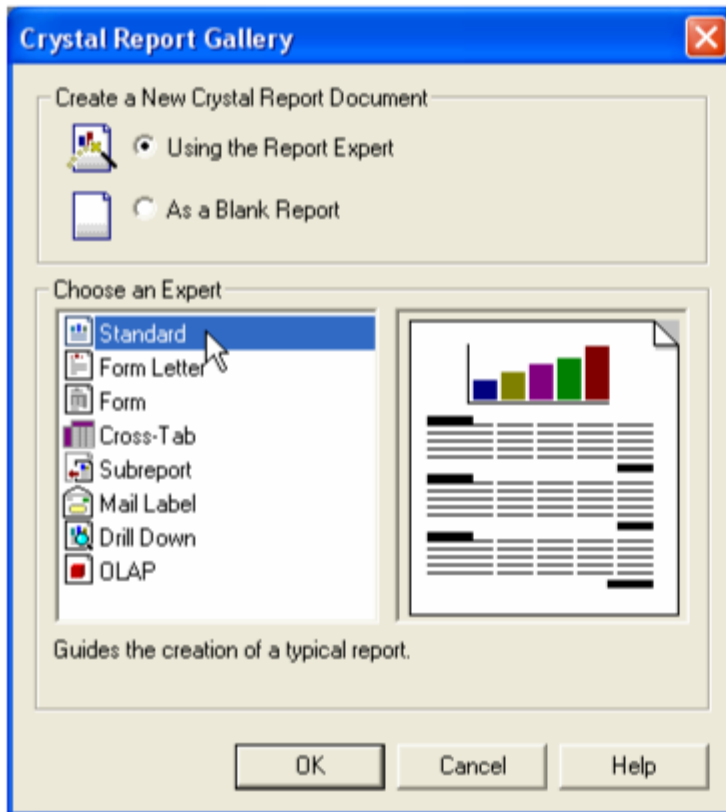 Crystal Report Gallery
Create a New Crystal Report Document
Using the Report Expert
As a Blank Report
Choose an Expert
Standard
Form Letter
Form
Cross-Tab
Subreport
Mail Label
Drill Down
OLAP
Guides the creation of a typical report.
OK Cancel Help